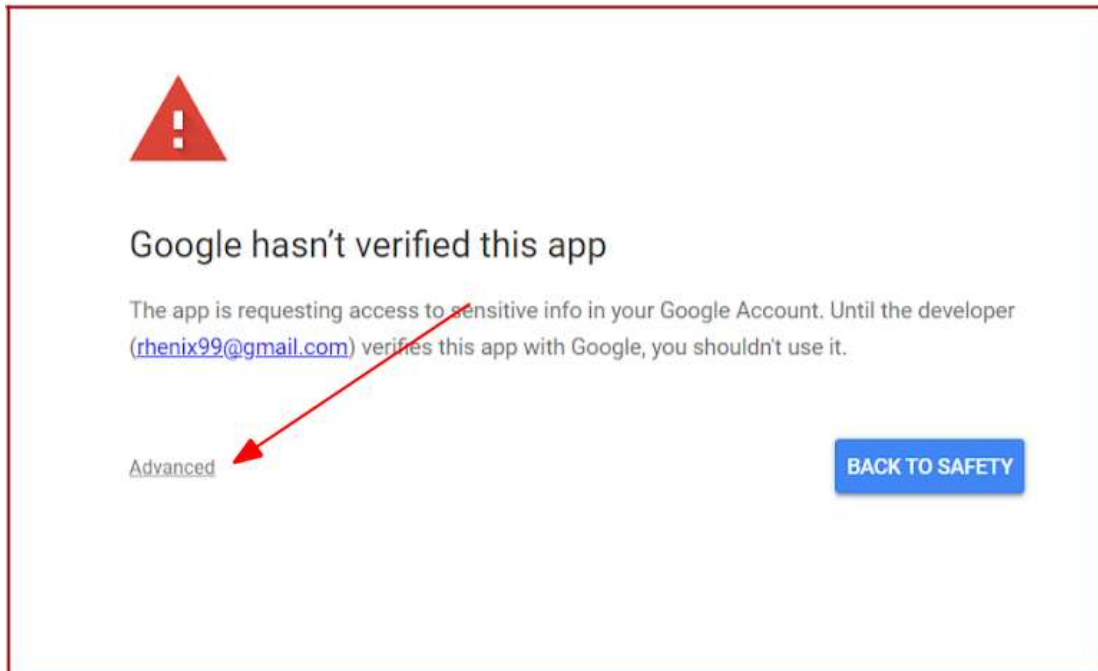 Google hasn't verified this app
The app is requesting access to sensitive info in your Google Account. Until the developer
(rhenix99@gmail.com) verifies this app with Google, you shouldn't use it.
Advanced
BACK TO SAFETY